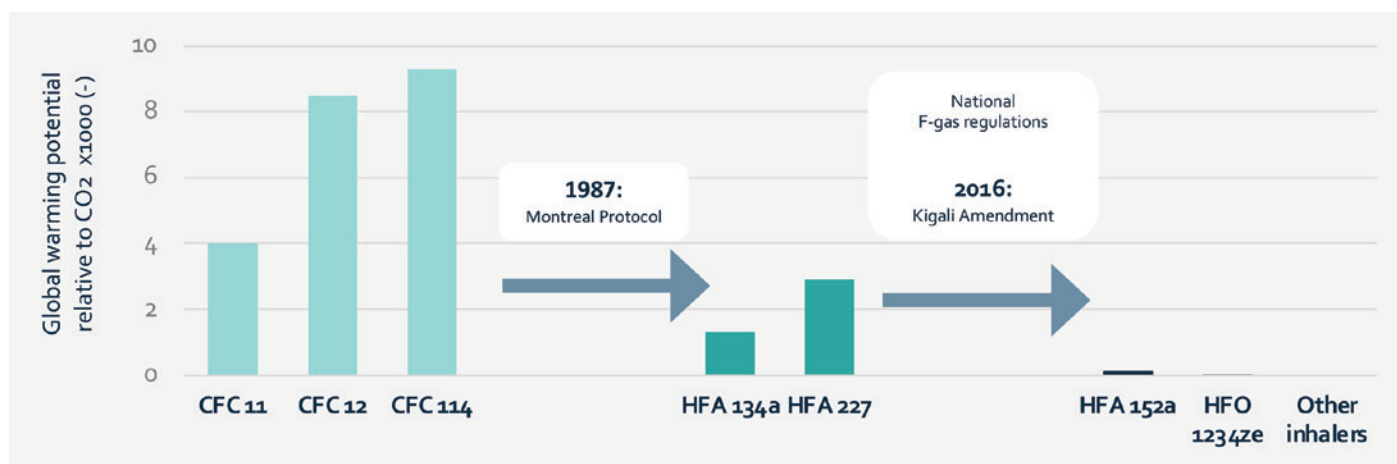 Global warming potential
relative to CO2 x1000 (-)
10
8
6
4
2
0
1987:
Montreal Protocol
National
F-gas regulations
2016:
Kigali Amendment
CFC 11
CFC 12
CFC 114
HFA 134a
HFA 227
HFA 152a
HFO
1234ze
Other
inhalers